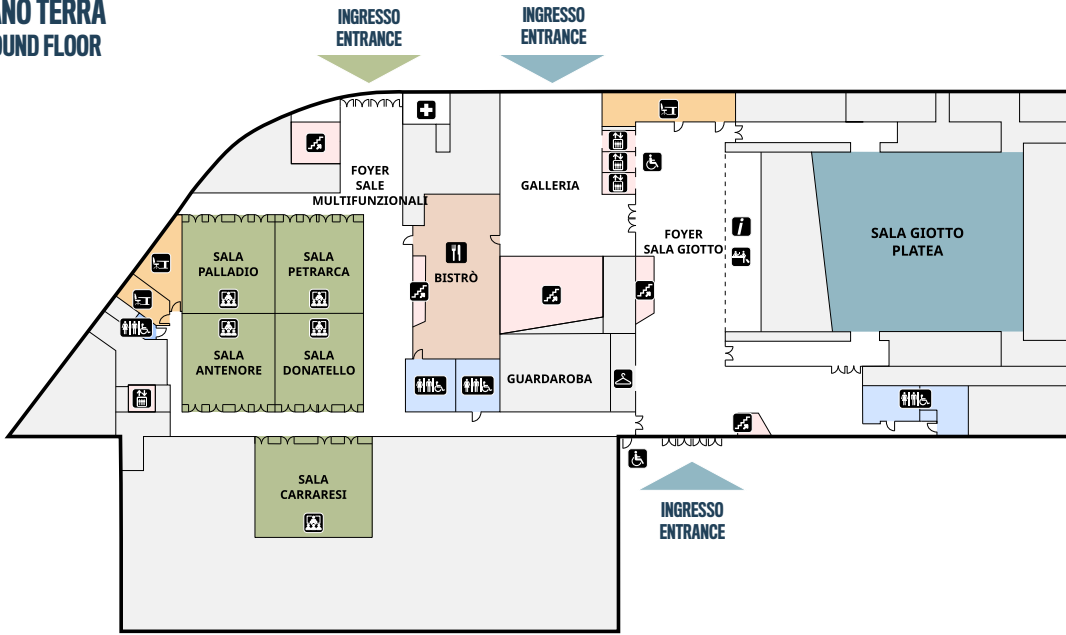 ANO TERRA
OUND FLOOR
INGRESSO
ENTRANCE
INGRESSO
ENTRANCE
FOYER
SALE
MULTIFUNZIONALI
GALLERIA
FOYER
SALA GIOTTO
SALA GIOTTO
PLATEA
SALA
PALLADIO
SALA
PETRARCA
BISTRÒ
SALA
ANTENORE
SALA
DONATELLO
GUARDAROBA
SALA
CARRARESI
INGRESSO
ENTRANCE